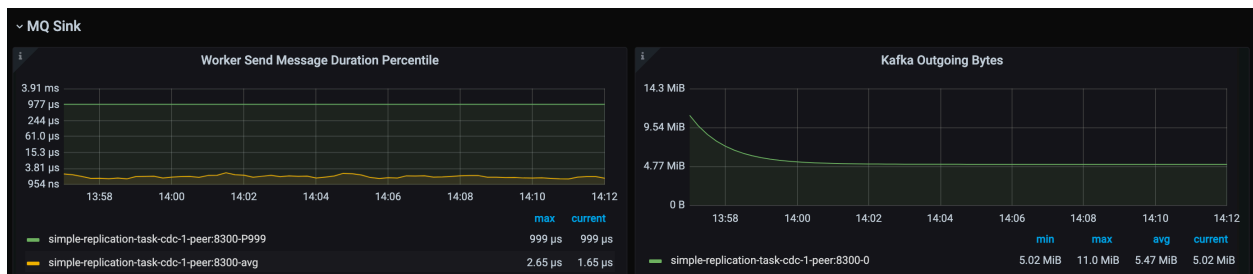 MQ Sink
Worker Send Message Duration Percentile
3.91 ms
977 µs
244 µs
61.0 µs
15.3 µs
3.81 µs
954 ns
13:58 14:00 14:02 14:04 14:06 14:08 14:10 14:12
max current
simple-replication-task-cdc-1-peer:8300-P999 999 µs 999 µs
simple-replication-task-cdc-1-peer:8300-avg 2.65 µs 1.65 µs
Kafka Outgoing Bytes
14.3 MiB
9.54 MiB
4.77 MiB
0 B
13:58 14:00 14:02 14:04 14:06 14:08 14:10 14:12
min max avg current
simple-replication-task-cdc-1-peer:8300-0 5.02 MiB 11.0 MiB 5.47 MiB 5.02 MiB